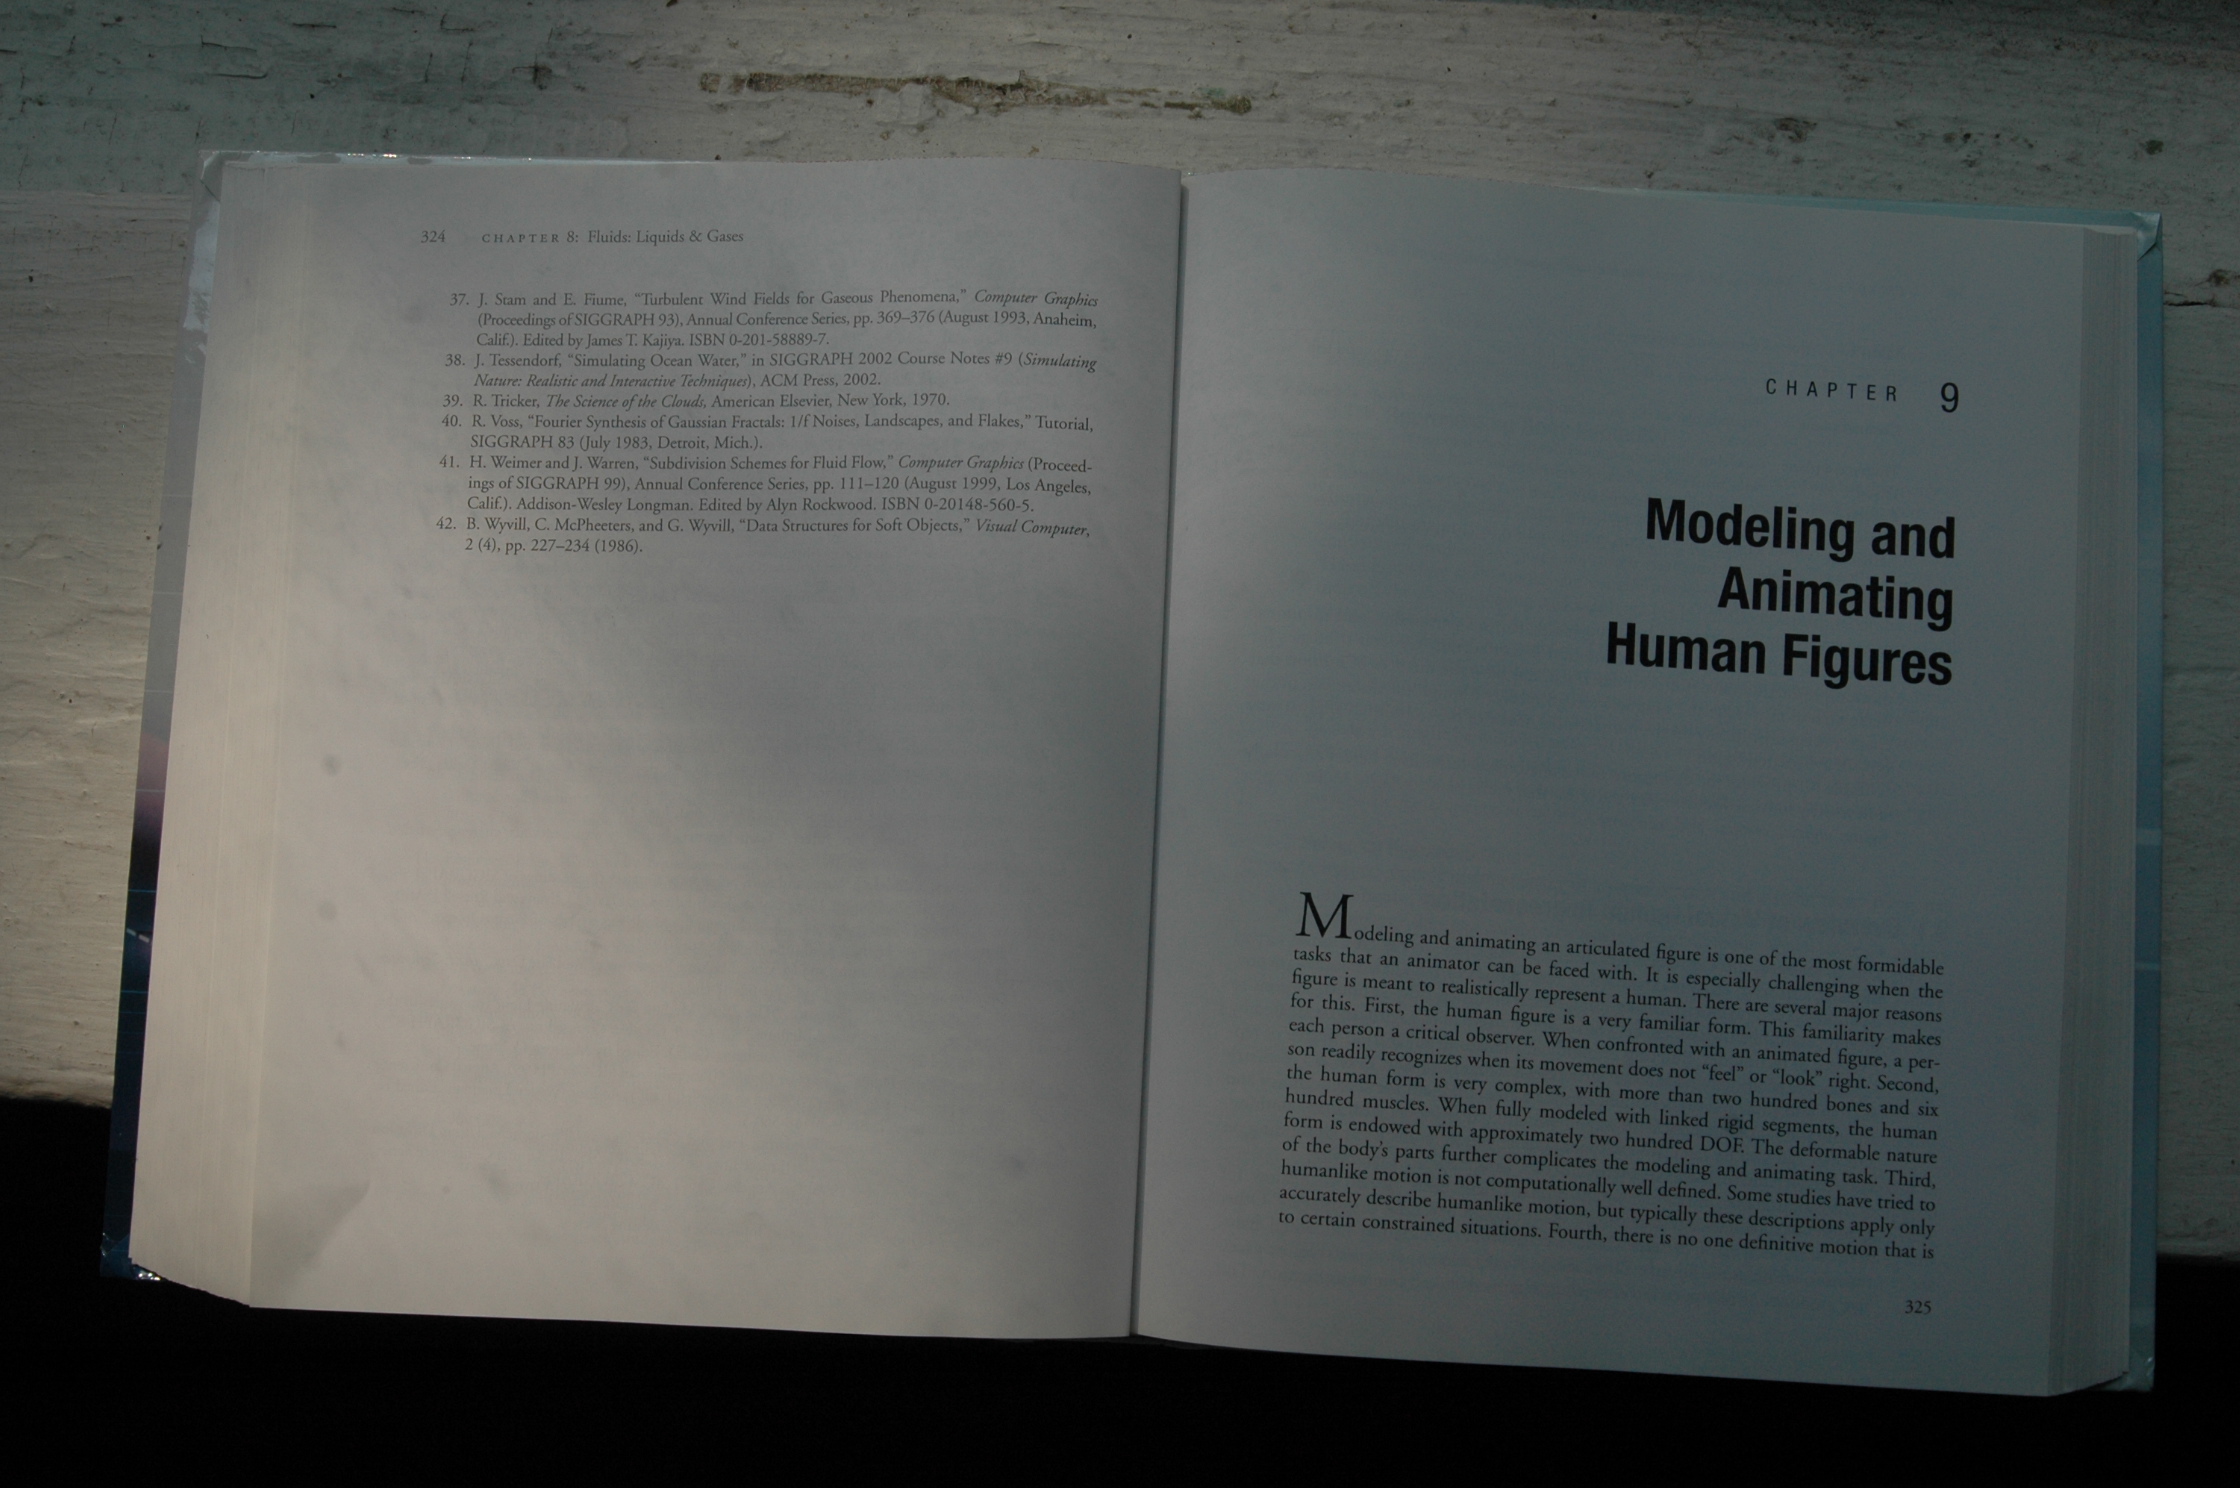 324 CHAPTER 8: Fluids: Liquids & Gases
37. J. Stam and E. Fiume, “Turbulent Wind Fields for Gaseous Phenomena,” Computer Graphics
(Proceedings of SIGGRAPH 93), Annual Conference Series, pp. 369–376 (August 1993, Anaheim,
Calif.). Edited by James T. Kajiya. ISBN 0-201-58889-7.
38. J. Tessendorf, “Simulating Ocean Water,” in SIGGRAPH 2002 Course Notes #9 (Simulating
Nature: Realistic and Interactive Techniques), ACM Press, 2002.
39. R. Tricker, The Science of the Clouds, American Elsevier, New York, 1970.
40. R. Voss, “Fourier Synthesis of Gaussian Fractals: 1/f Noises, Landscapes, and Flakes,” Tutorial,
SIGGRAPH 83 (July 1983, Detroit, Mich.).
41. H. Weimer and J. Warren, “Subdivision Schemes for Fluid Flow,” Computer Graphics (Proceed-
ings of SIGGRAPH 99), Annual Conference Series, pp. 111–120 (August 1999, Los Angeles,
Calif.). Addison-Wesley Longman. Edited by Alyn Rockwood. ISBN 0-20148-560-5.
42. B. Wyvill, C. McPheeters, and G. Wyvill, “Data Structures for Soft Objects,” Visual Computer,
2 (4), pp. 227–234 (1986).
CHAPTER 9
Modeling and
Animating
Human Figures
Modeling and animating an articulated figure is one of the most formidable
tasks that an animator can be faced with. It is especially challenging when the
figure is meant to realistically represent a human. There are several major reasons
for this. First, the human figure is a very familiar form. This familiarity makes
each person a critical observer. When confronted with an animated figure, a per-
son readily recognizes when its movement does not “feel” or “look” right. Second,
the human form is very complex, with more than two hundred bones and six
hundred muscles. When fully modeled with linked rigid segments, the human
form is endowed with approximately two hundred DOF. The deformable nature
of the body’s parts further complicates the modeling and animating task. Third,
humanlike motion is not computationally well defined. Some studies have tried to
accurately describe humanlike motion, but typically these descriptions apply only
to certain constrained situations. Fourth, there is no one definitive motion that is
325